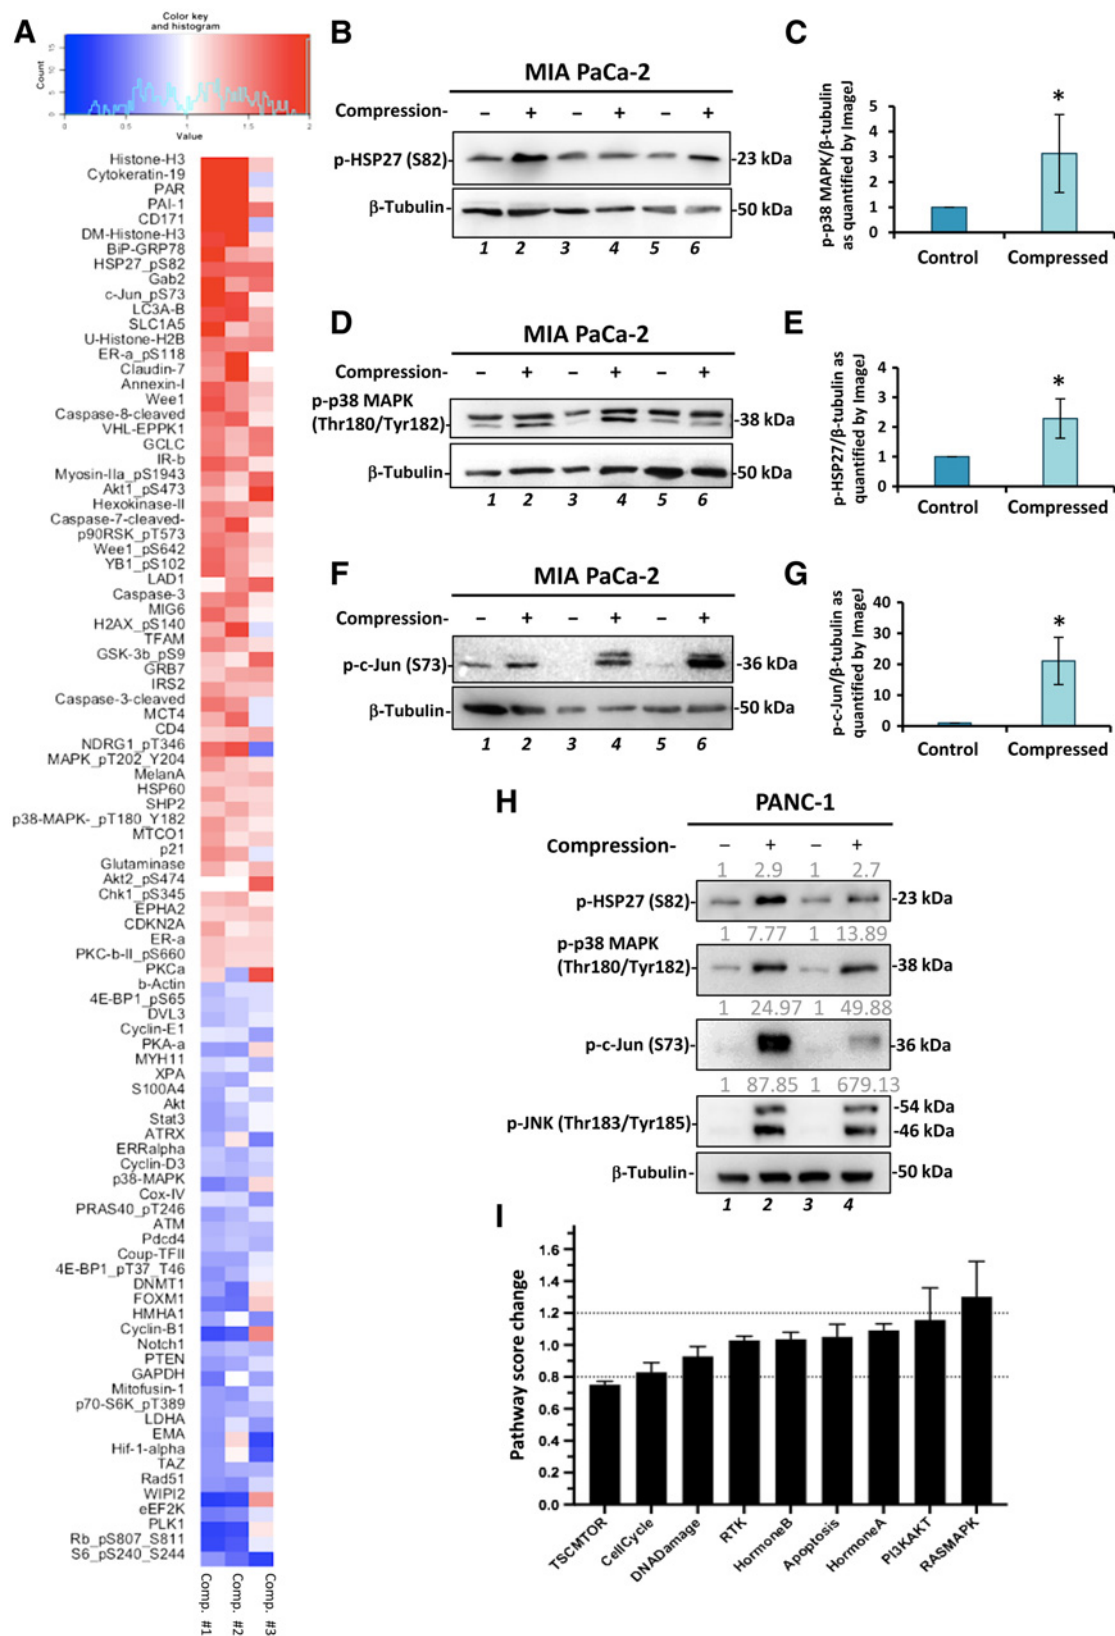 A
Color key
and histogram
Count
0 5 10 15
0 0.5 1 1.5 2
Value
Histone-H3
Cytokeratin-19
PAR
PAI-1
CD171
DM-Histone-H3
BiP-GRP78
HSP27_pS82
Gab2
c-Jun_pS73
LC3A-B
SLC1A5
U-Histone-H2B
ER-a_pS118
Claudin-7
Annexin-I
Wee1
Caspase-8-cleaved
VHL-EPPK1
GCLC
IR-b
Myosin-IIa_pS1943
Akt1_pS473
Hexokinase-II
Caspase-7-cleaved-
p90RSK_pT573
Wee1_pS642
YB1_pS102
LAD1
Caspase-3
MIG6
H2AX_pS140
TFAM
GSK-3b_pS9
GRB7
IRS2
Caspase-3-cleaved
MCT4
CD4
NDRG1_pT346
MAPK_pT202_Y204
MelanA
HSP60
SHP2
p38-MAPK-_pT180_Y182
MTCO1
p21
Glutaminase
Akt2_pS474
Chk1_pS345
EPHA2
CDKN2A
ER-a
PKC-b-II_pS660
PKCa
b-Actin
4E-BP1_pS65
DVL3
Cyclin-E1
PKA-a
MYH11
XPA
S100A4
Akt
Stat3
ATRX
ERRalpha
Cyclin-D3
p38-MAPK
Cox-IV
PRAS40_pT246
ATM
Pdcd4
Coup-TFII
4E-BP1_pT37_T46
DNMT1
FOXM1
HMHA1
Cyclin-B1
Notch1
PTEN
GAPDH
Mitofusin-1
p70-S6K_pT389
LDHA
EMA
Hif-1-alpha
TAZ
Rad51
WIPI2
eEF2K
PLK1
Rb_pS807_S811
S6_pS240_S244
Comp. #1
Comp. #2
Comp. #3
B
MIA PaCa-2
Compression- – + – + – +
p-HSP27 (S82) -23 kDa
β-Tubulin- -50 kDa
1 2 3 4 5 6
C
p-p38 MAPK/β-tubulin
as quantified by ImageJ
5
4
3
2
1
0
*
Control Compressed
D
MIA PaCa-2
Compression- – + – + – +
p-p38 MAPK
(Thr180/Tyr182) -38 kDa
β-Tubulin- -50 kDa
1 2 3 4 5 6
E
p-HSP27/β-tubulin as
quantified by ImageJ
4
3
2
1
0
*
Control Compressed
F
MIA PaCa-2
Compression- – + – + – +
p-c-Jun (S73) -36 kDa
β-Tubulin- -50 kDa
1 2 3 4 5 6
G
p-c-Jun/β-tubulin as
quantified by ImageJ
40
30
20
10
0
*
Control Compressed
H
PANC-1
Compression- – + – +
1 2.9 1 2.7
p-HSP27 (S82) -23 kDa
1 7.77 1 13.89
p-p38 MAPK
(Thr180/Tyr182) -38 kDa
1 24.97 1 49.88
p-c-Jun (S73) -36 kDa
1 87.85 1 679.13
-54 kDa
p-JNK (Thr183/Tyr185)
-46 kDa
β-Tubulin- -50 kDa
1 2 3 4
I
Pathway score change
1.6
1.4
1.2
1.0
0.8
0.6
0.4
0.2
0.0
TSCMTOR
CellCycle
DNADamage
RTK
HormoneB
Apoptosis
HormoneA
PI3KAKT
RASMAPK